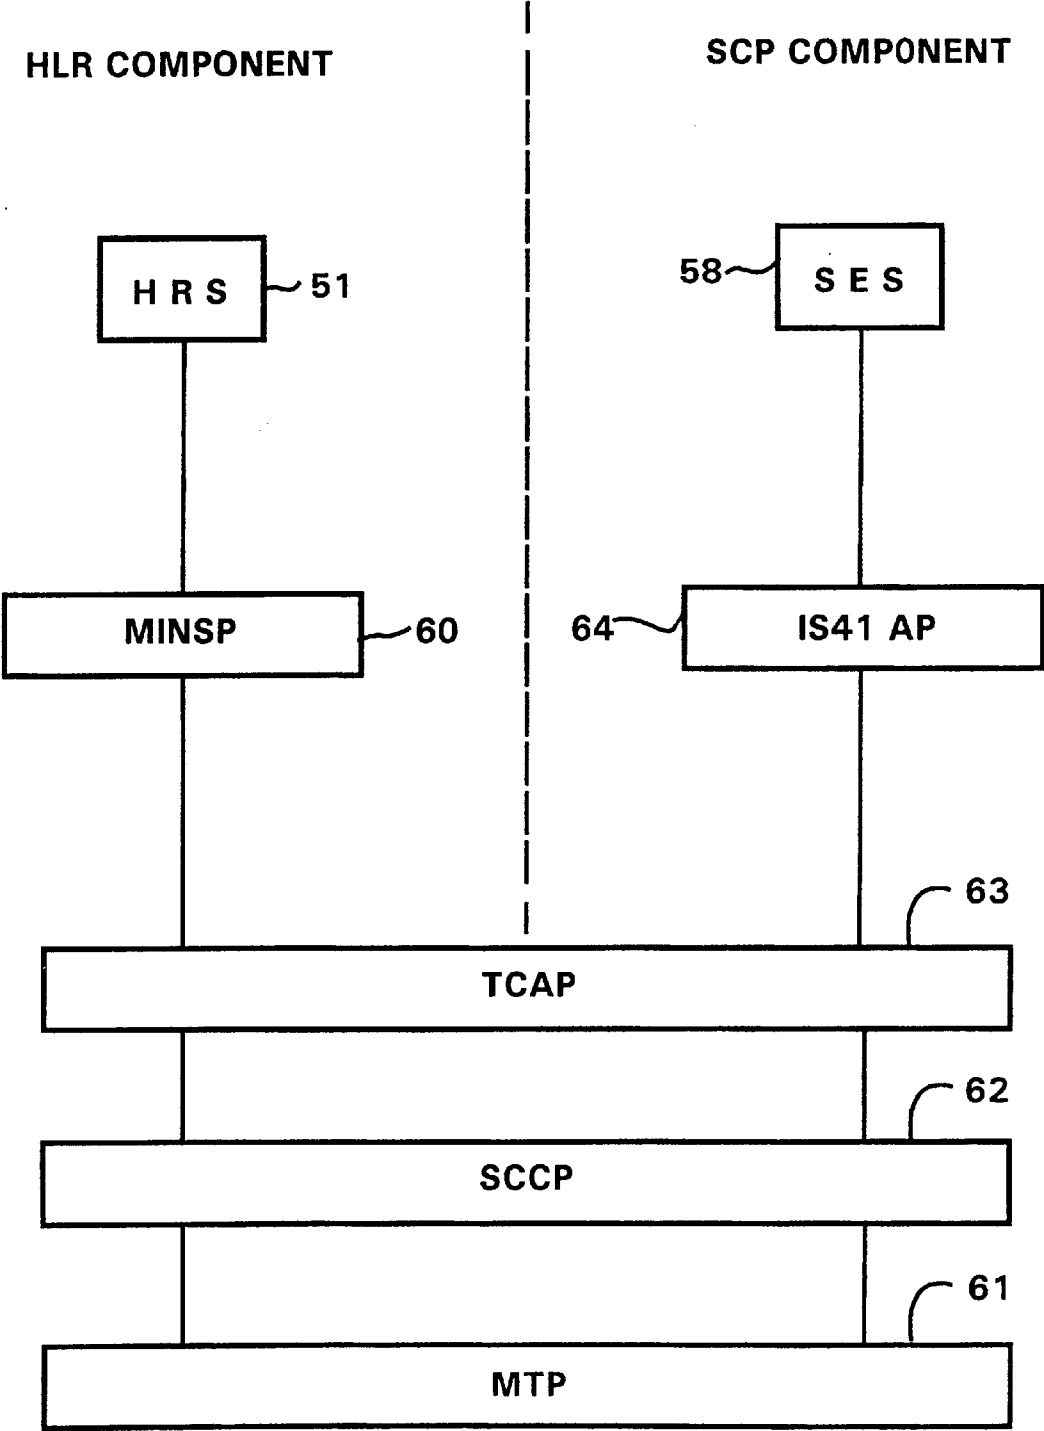 HLR COMPONENT
SCP COMPONENT
H R S
51
58
S E S
MINSP
60
64
IS41 AP
63
TCAP
62
SCCP
61
MTP